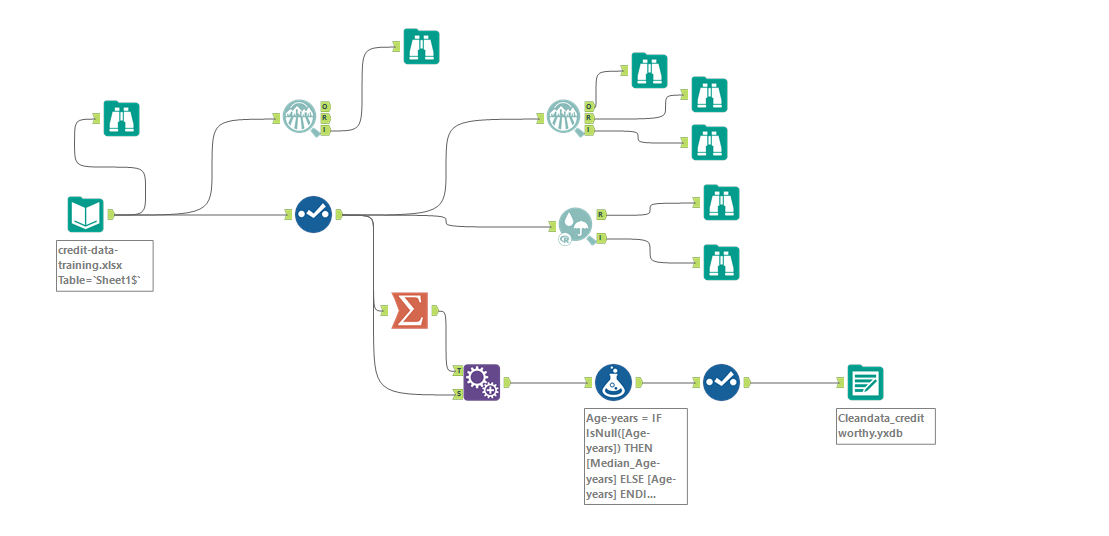 O
R
I
O
R
I
R
I
credit-data-
training.xlsx
Table=`Sheet1$`
T
S
Age-years = IF
IsNull([Age-
years]) THEN
[Median_Age-
years] ELSE [Age-
years] ENDI...
Cleandata_credit
worthy.yxdb